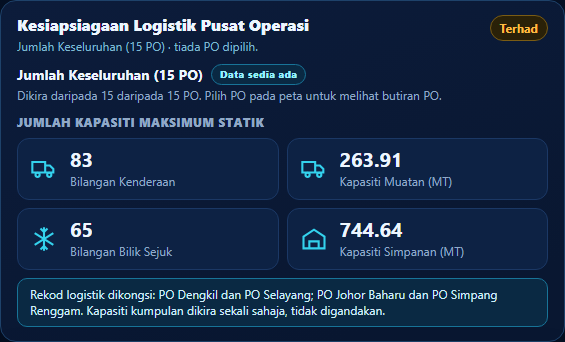 Kesiapsiagaan Logistik Pusat Operasi
Terhad
Jumlah Keseluruhan (15 PO) · tiada PO dipilih.
Jumlah Keseluruhan (15 PO)
Data sedia ada
Dikira daripada 15 daripada 15 PO. Pilih PO pada peta untuk melihat butiran PO.
JUMLAH KAPASITI MAKSIMUM STATIK
83
Bilangan Kenderaan
263.91
Kapasiti Muatan (MT)
65
Bilangan Bilik Sejuk
744.64
Kapasiti Simpanan (MT)
Rekod logistik dikongsi: PO Dengkil dan PO Selayang; PO Johor Baharu dan PO Simpang
Renggam. Kapasiti kumpulan dikira sekali sahaja, tidak digandakan.